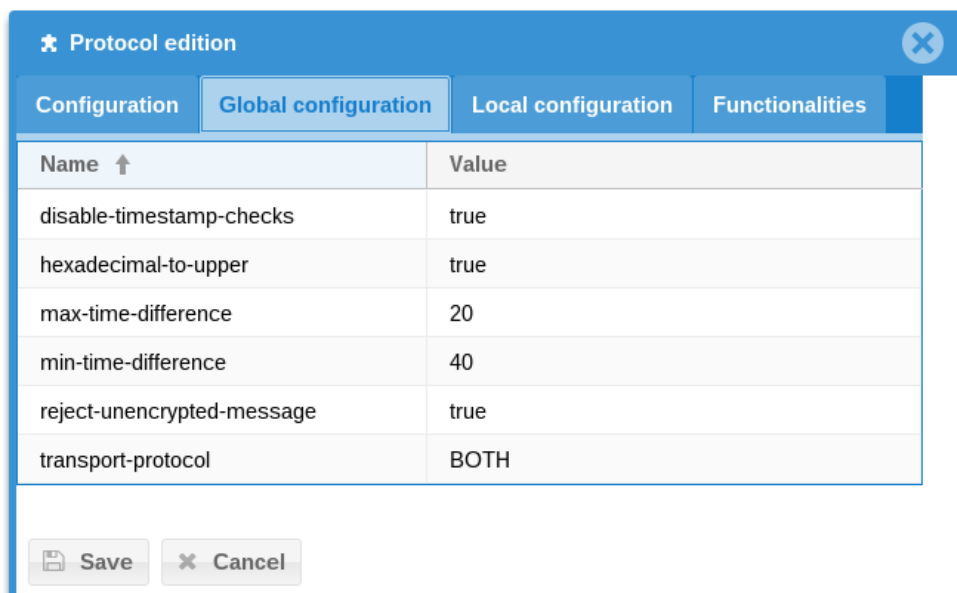 Protocol edition
Configuration Global configuration Local configuration Functionalities
Name Value
disable-timestamp-checks true
hexadecimal-to-upper true
max-time-difference 20
min-time-difference 40
reject-unencrypted-message true
transport-protocol BOTH
Save Cancel